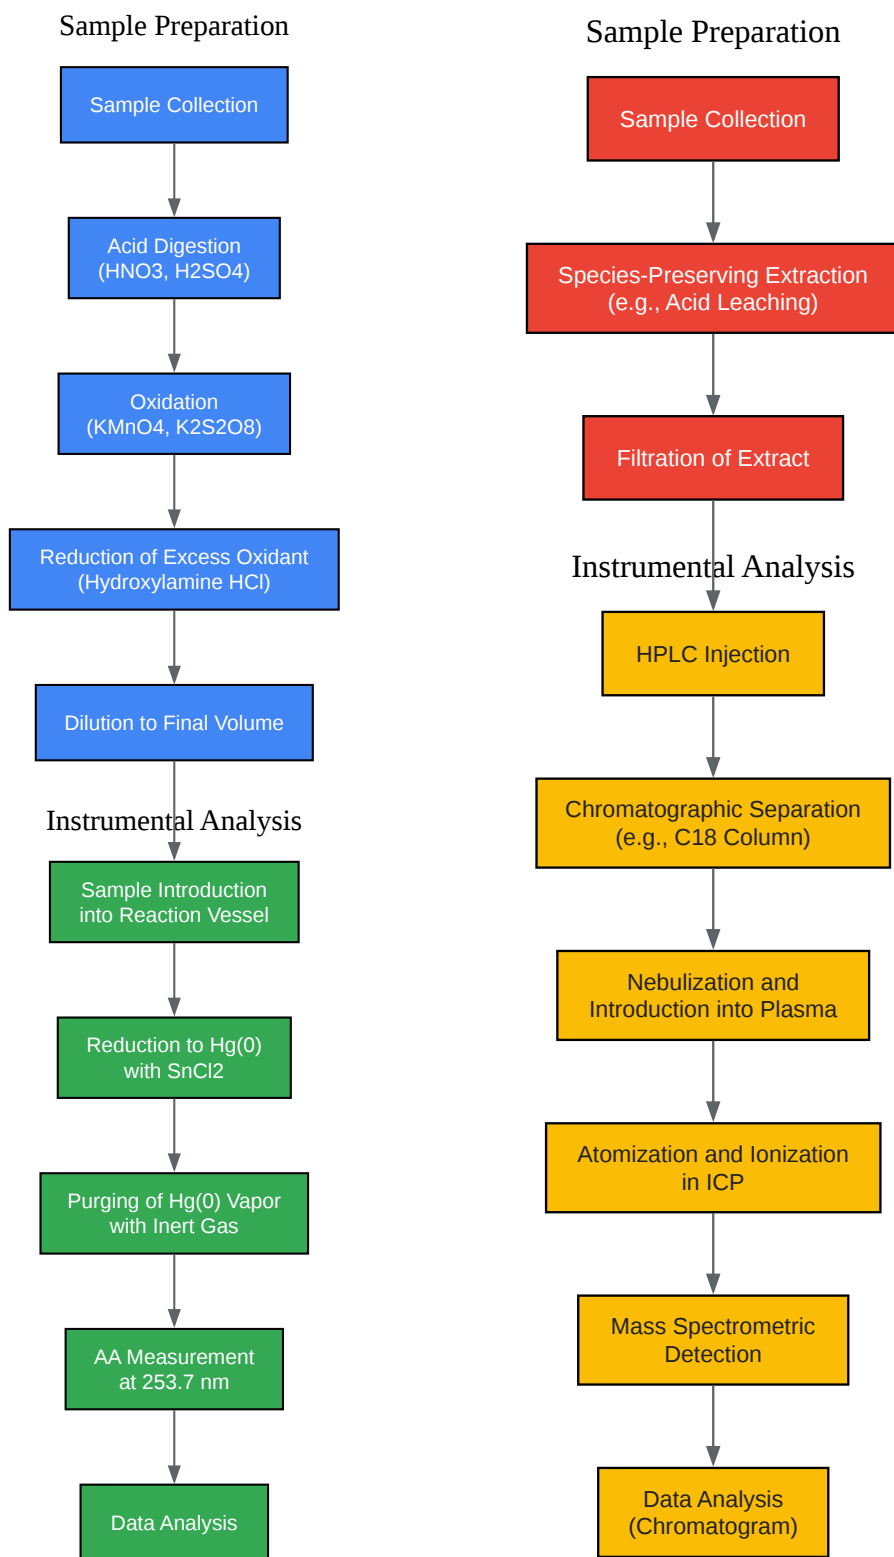 Sample Preparation
Sample Collection
Acid Digestion
(HNO3, H2SO4)
Oxidation
(KMnO4, K2S2O8)
Reduction of Excess Oxidant
(Hydroxylamine HCl)
Dilution to Final Volume
Instrumental Analysis
Sample Introduction
into Reaction Vessel
Reduction to Hg(0)
with SnCl2
Purging of Hg(0) Vapor
with Inert Gas
AA Measurement
at 253.7 nm
Data Analysis
Sample Preparation
Sample Collection
Species-Preserving Extraction
(e.g., Acid Leaching)
Filtration of Extract
Instrumental Analysis
HPLC Injection
Chromatographic Separation
(e.g., C18 Column)
Nebulization and
Introduction into Plasma
Atomization and Ionization
in ICP
Mass Spectrometric
Detection
Data Analysis
(Chromatogram)